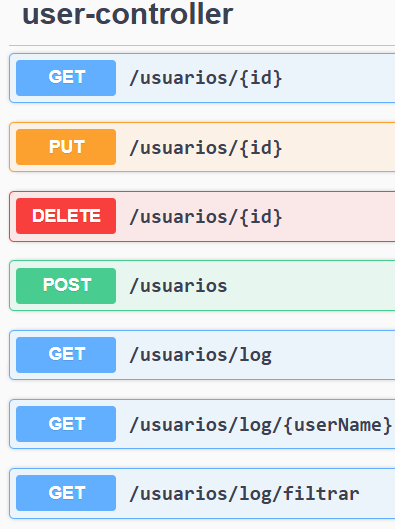 user-controller
GET /usuarios/{id}
PUT /usuarios/{id}
DELETE /usuarios/{id}
POST /usuarios
GET /usuarios/log
GET /usuarios/log/{userName}
GET /usuarios/log/filtrar